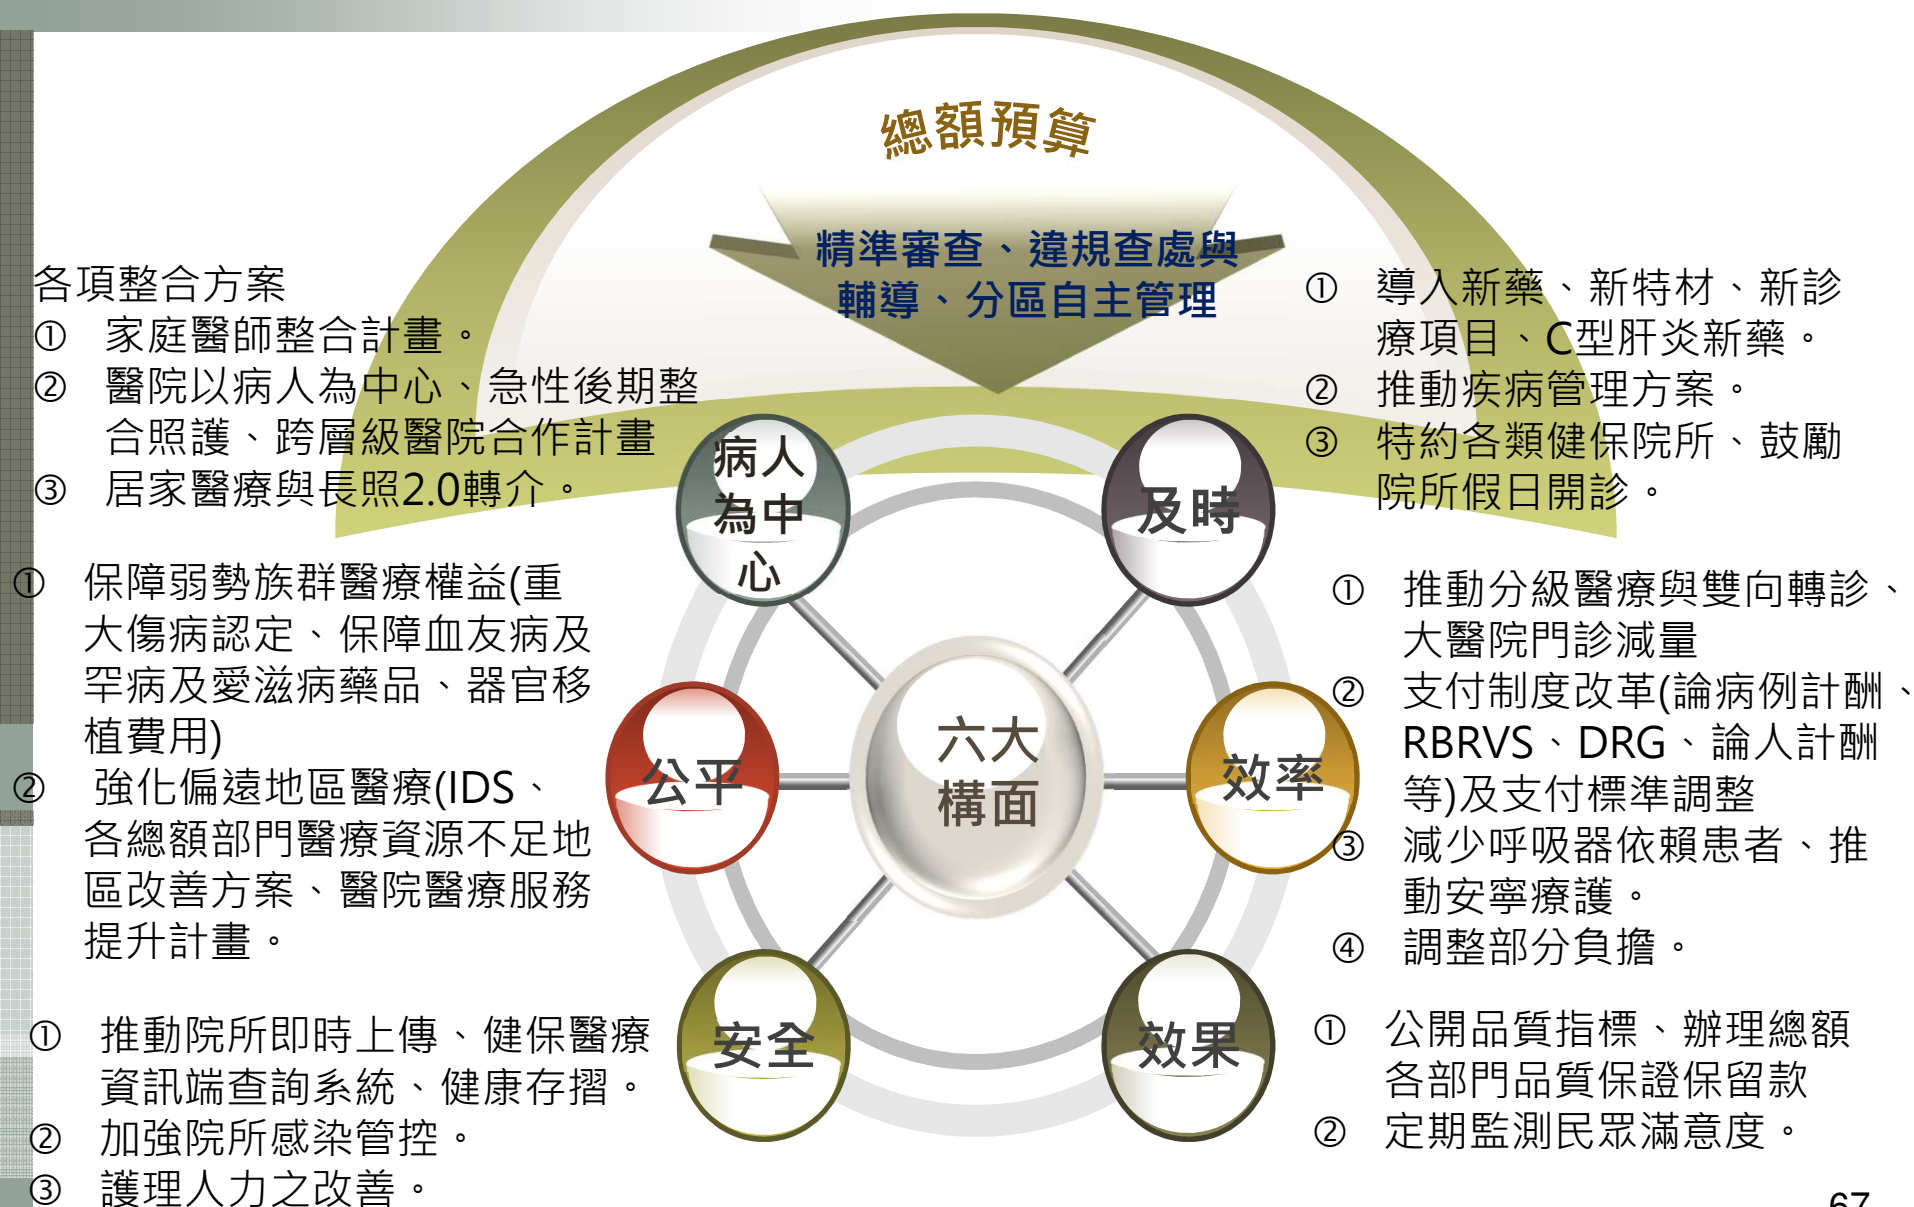 總額預算
精準審查、違規查處與
輔導、分區自主管理
各項整合方案
① 家庭醫師整合計畫。
② 醫院以病人為中心、急性後期整
合照護、跨層級醫院合作計畫
③ 居家醫療與長照2.0轉介。
① 保障弱勢族群醫療權益(重
大傷病認定、保障血友病及
罕病及愛滋病藥品、器官移
植費用)
② 強化偏遠地區醫療(IDS、
各總額部門醫療資源不足地
區改善方案、醫院醫療服務
提升計畫。
① 推動院所即時上傳、健保醫療
資訊端查詢系統、健康存摺。
② 加強院所感染管控。
③ 護理人力之改善。
病人
為中
心
及時
公平
六大
構面
效率
安全
效果
① 導入新藥、新特材、新診
療項目、C型肝炎新藥。
② 推動疾病管理方案。
③ 特約各類健保院所、鼓勵
院所假日開診。
① 推動分級醫療與雙向轉診、
大醫院門診減量
② 支付制度改革(論病例計酬、
RBRVS、DRG、論人計酬
等)及支付標準調整
③ 減少呼吸器依賴患者、推
動安寧療護。
④ 調整部分負擔。
① 公開品質指標、辦理總額
各部門品質保證保留款
② 定期監測民眾滿意度。
67